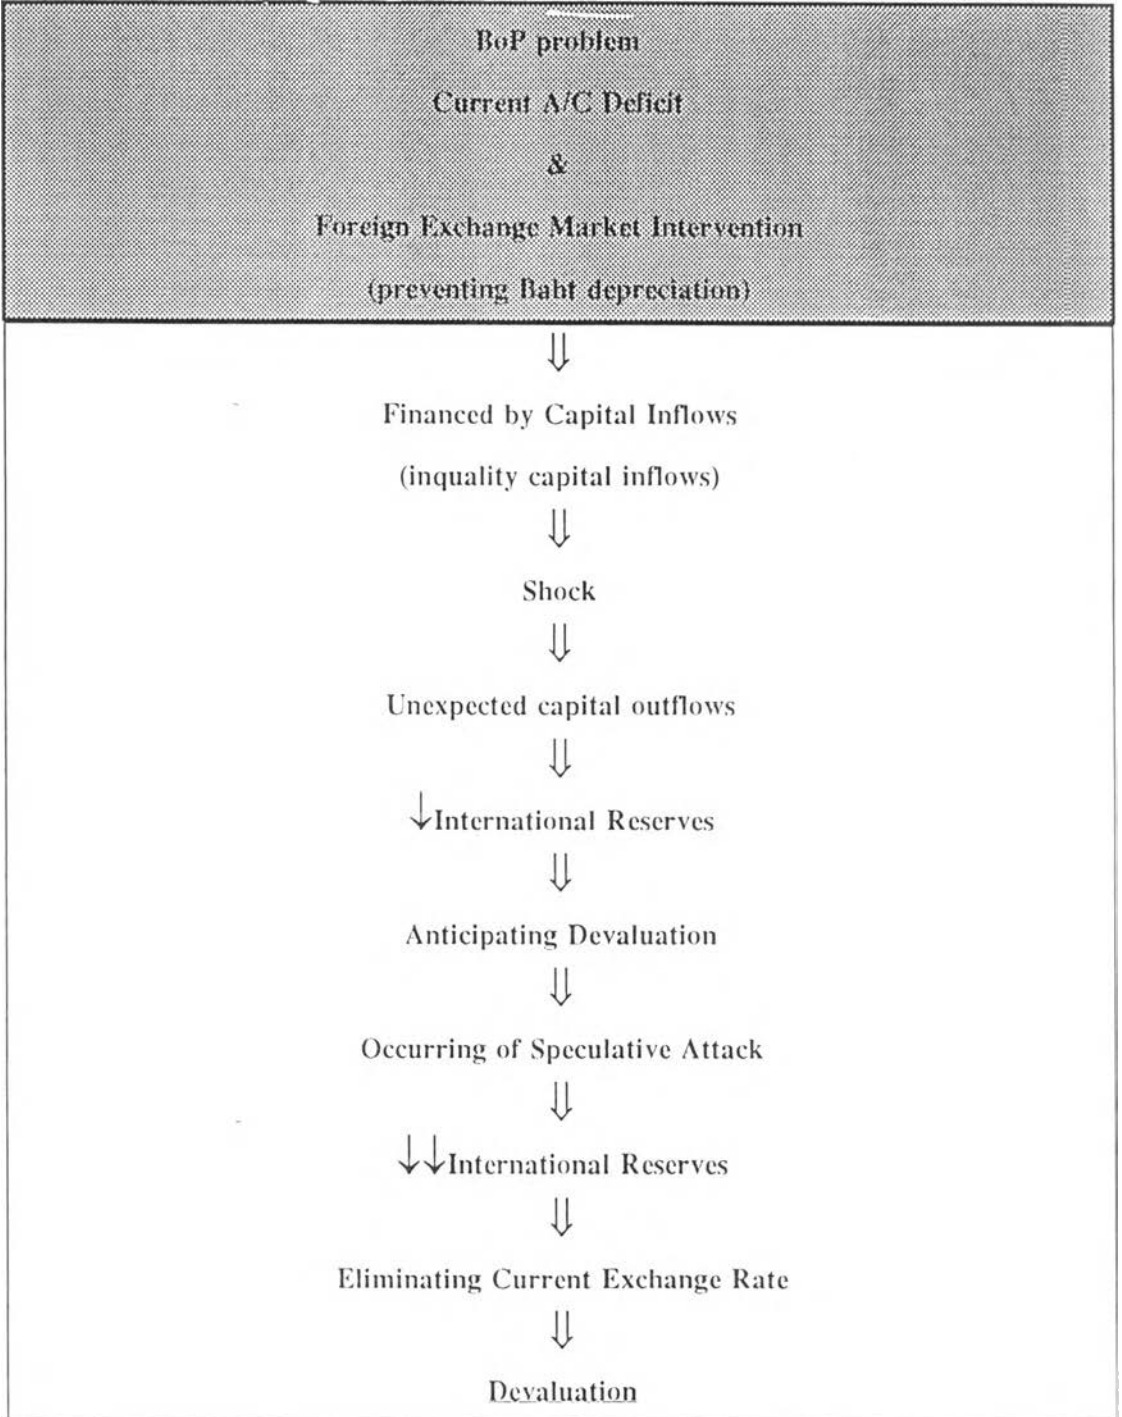 BoP problem
Current A/C Deficit
&
Foreign Exchange Market Intervention
(preventing Baht depreciation)
⇓
Financed by Capital Inflows
(inquality capital inflows)
⇓
Shock
⇓
Unexpected capital outflows
⇓
↓International Reserves
⇓
Anticipating Devaluation
⇓
Occurring of Speculative Attack
⇓
↓↓International Reserves
⇓
Eliminating Current Exchange Rate
⇓
Devaluation